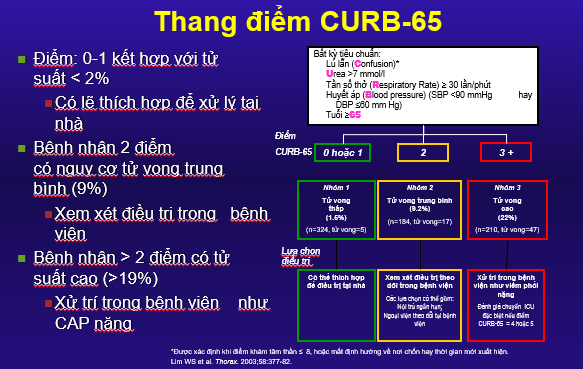 Thang điểm CURB-65
Điểm: 0-1 kết hợp với tử
suất < 2%
Có lẽ thích hợp để xử lý tại
nhà
Bệnh nhân 2 điểm
có nguy cơ tử vong trung
bình (9%)
Xem xét điều trị trong bệnh
viện
Bệnh nhân > 2 điểm có tử
suất cao (>19%)
Xử trí trong bệnh viện như
CAP nặng
Bất kỳ tiêu chuẩn:
Lú lẫn (Confusion)*
Urea >7 mmol/l
Tần số thở (Respiratory Rate) ≥ 30 lần/phút
Huyết áp (Blood pressure) (SBP <90 mmHg hay
DBP ≤60 mm Hg)
Tuổi ≥65
Điểm
CURB-65
0 hoặc 1
2
3 +
Nhóm 1
Tử vong
thấp
(1.6%)
(n=324, tử vong=5)
Nhóm 2
Tử vong trung bình
(9.2%)
(n=184, tử vong=17)
Nhóm 3
Tử vong
cao
(22%)
(n=210, tử vong=47)
Lựa chọn
điều trị
Có thể thích hợp
để điều trị tại nhà
Xem xét điều trị theo
dõi trong bệnh viện
Các lựa chọn có thể gồm:
Nội trú ngắn hạn;
Ngoại viện theo dõi tại bệnh
viện
Xử trí trong bệnh
viện như viêm phổi
nặng
Đánh giá chuyển ICU
đặc biệt nếu điểm
CURB-65 = 4 hoặc 5
*Được xác định khi điểm khám tâm thần ≤ 8, hoặc mất định hướng về nơi chốn hay thời gian mới xuất hiện.
Lim WS et al. Thorax. 2003;58:377-82.